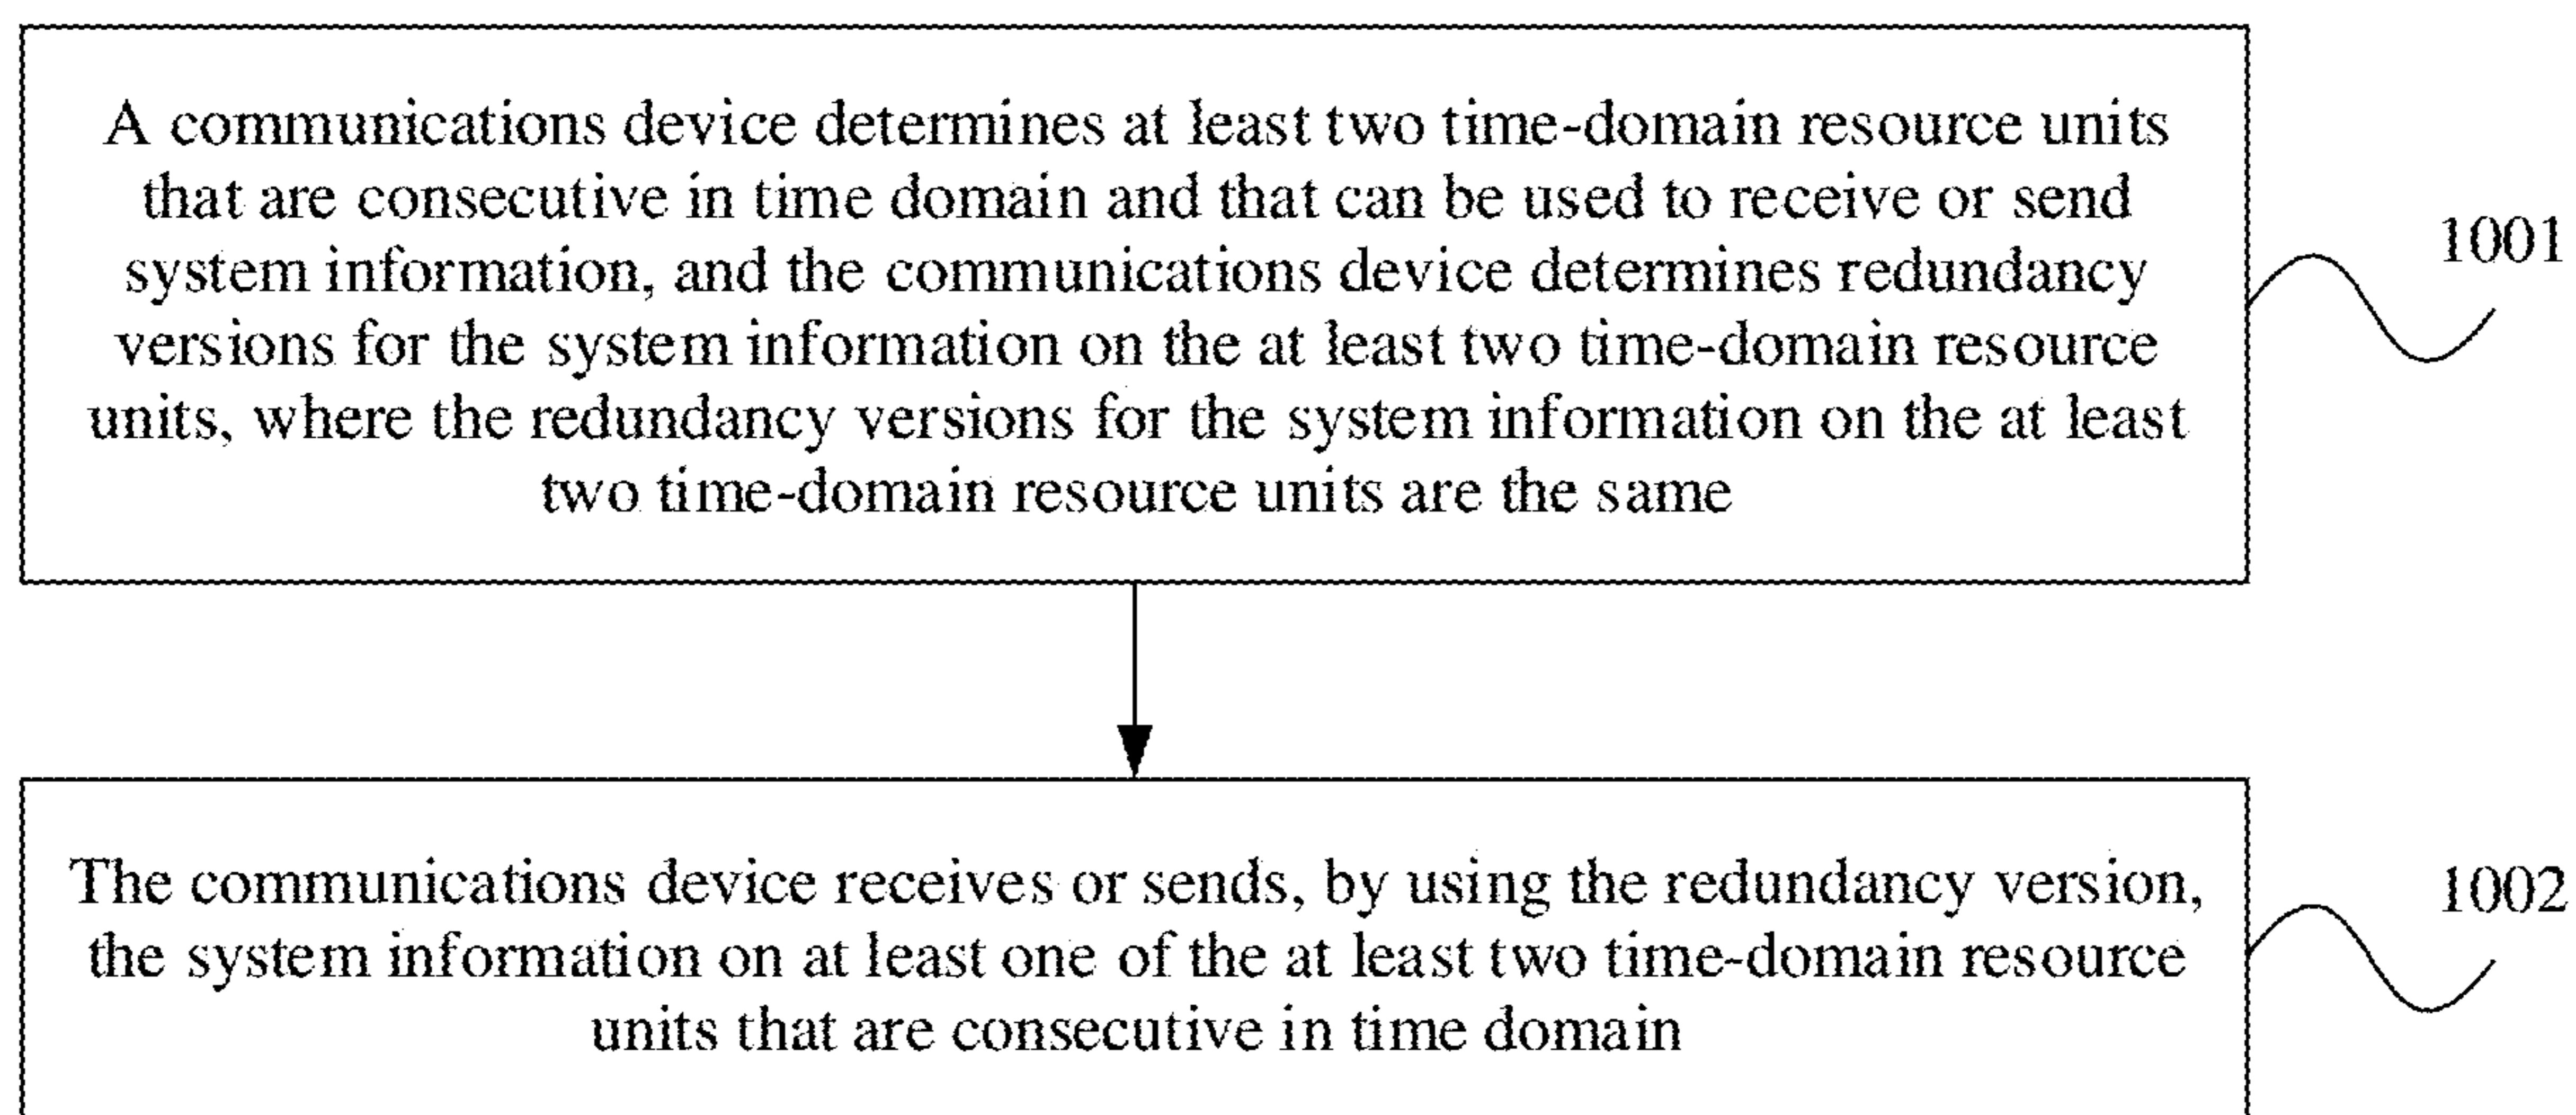 A communications device determines at least two time-domain resource units
that are consecutive in time domain and that can be used to receive or send
system information, and the communications device determines redundancy
versions for the system information on the at least two time-domain resource
units, where the redundancy versions for the system information on the at least
two time-domain resource units are the same
1001
The communications device receives or sends, by using the redundancy version,
the system information on at least one of the at least two time-domain resource
units that are consecutive in time domain
1002